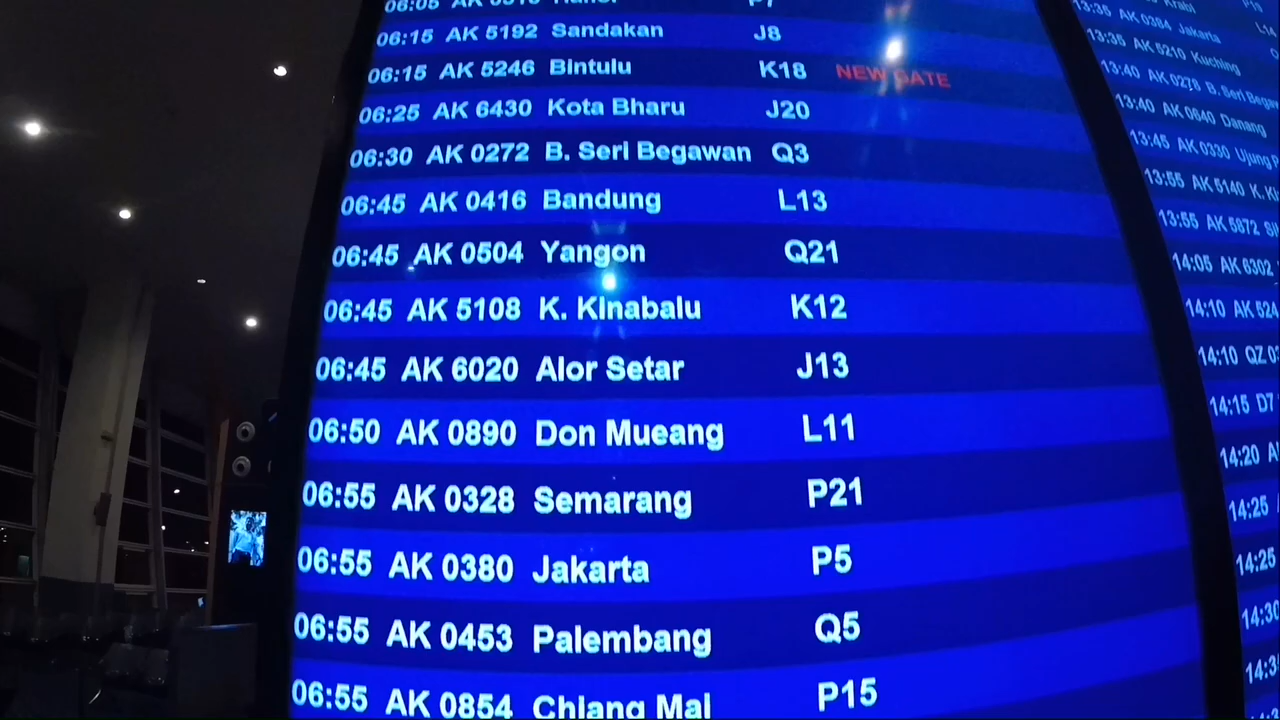 06:15 AK 5192 Sandakan J8
06:15 AK 5246 Bintulu K18 NEW GATE
06:25 AK 6430 Kota Bharu J20
06:30 AK 0272 B. Seri Begawan Q3
06:45 AK 0416 Bandung L13
06:45 AK 0504 Yangon Q21
06:45 AK 5108 K. Kinabalu K12
06:45 AK 6020 Alor Setar J13
06:50 AK 0890 Don Mueang L11
06:55 AK 0328 Semarang P21
06:55 AK 0380 Jakarta P5
06:55 AK 0453 Palembang Q5
06:55 AK 0854 Chiang Mai P15
13:35 AK 0384 Jakarta L14
13:35 AK 5210 Kuching
13:40 AK 0278 B. Seri Begaw
13:40 AK 0640 Danang
13:45 AK 0330 Ujung P
13:55 AK 5140 K. K
13:55 AK 5872 Si
14:05 AK 6302
14:10 AK 524
14:10 QZ
14:15 D7
14:20
14:25
14:25
14:30